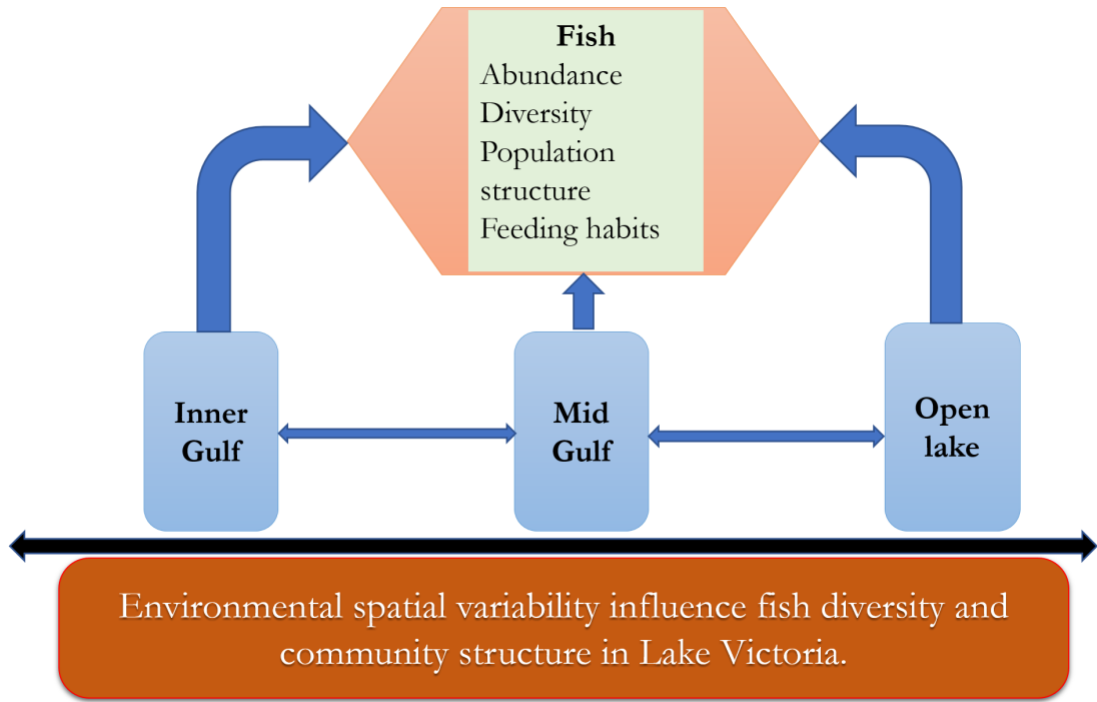 Fish
Abundance
Diversity
Population
structure
Feeding habits
Inner
Gulf
Mid
Gulf
Open
lake
Environmental spatial variability influence fish diversity and
community structure in Lake Victoria.